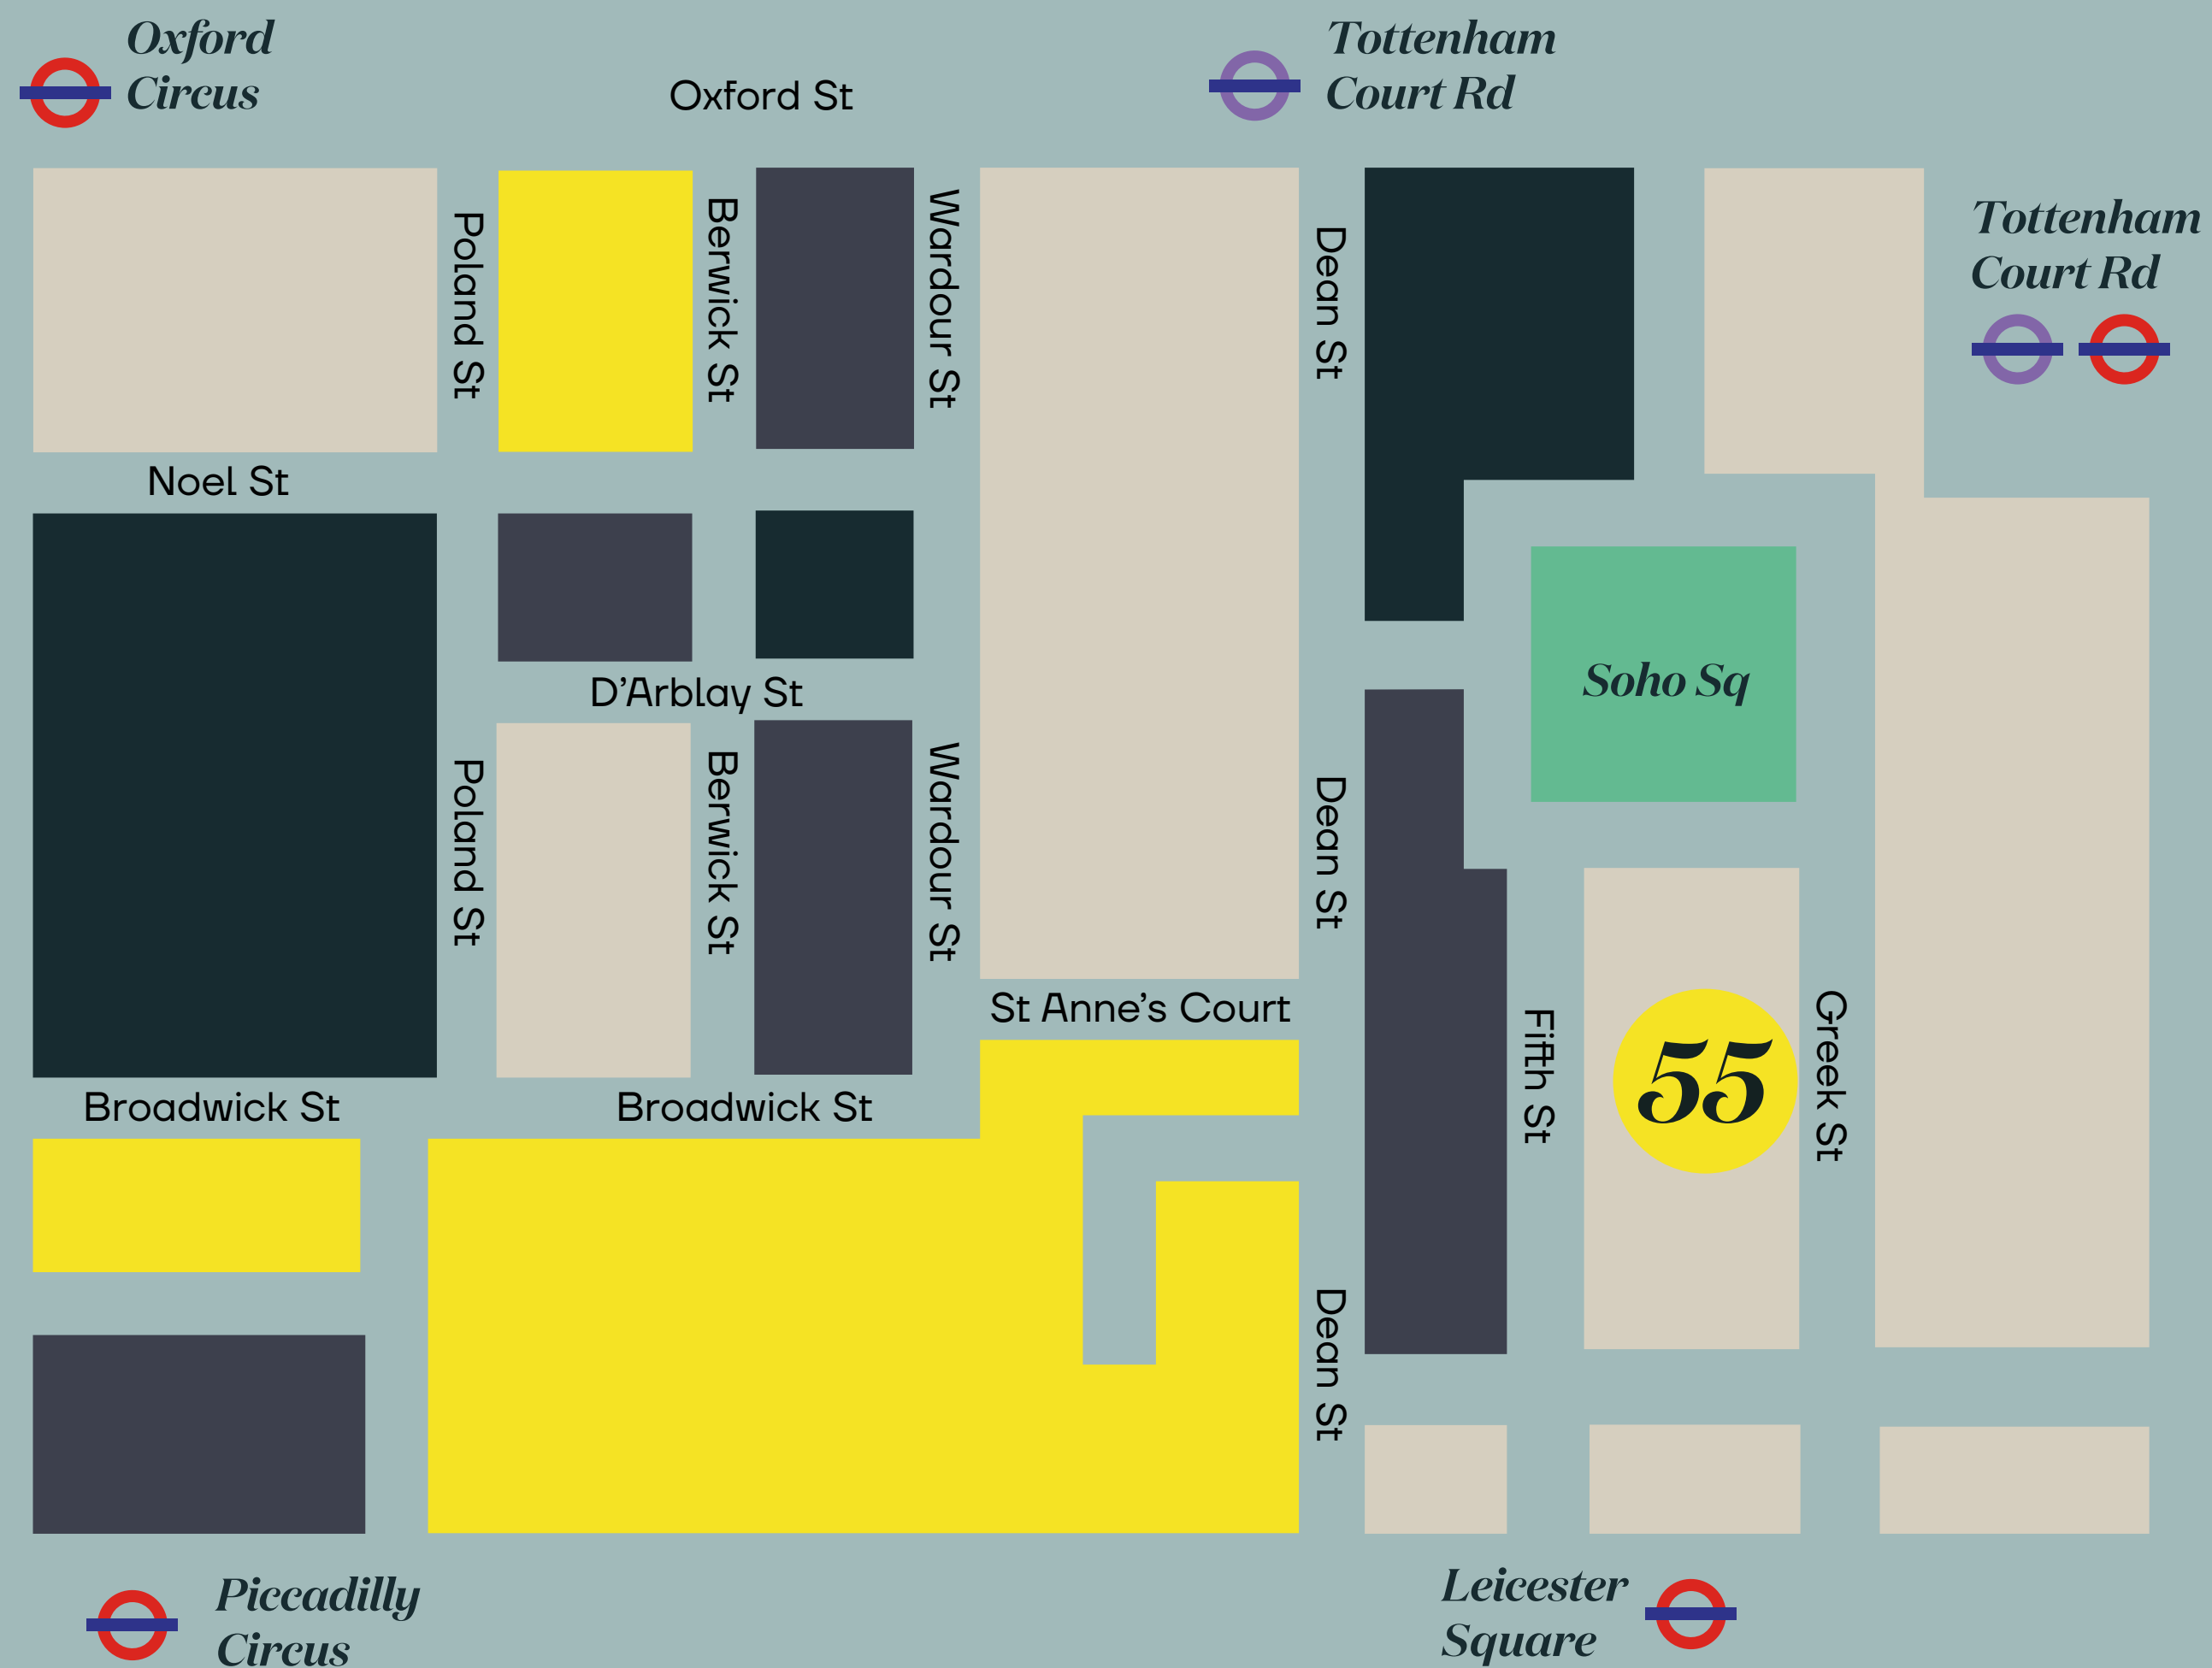 Oxford
Circus
Oxford St
Tottenham
Court Rd
Tottenham
Court Rd
Poland St
Berwick St
Wardour St
Dean St
Noel St
D’Arblay St
Soho Sq
Poland St
Berwick St
Wardour St
Dean St
St Anne’s Court
Fifth St
55
Greek St
Broadwick St
Broadwick St
Dean St
Piccadilly
Circus
Leicester
Square